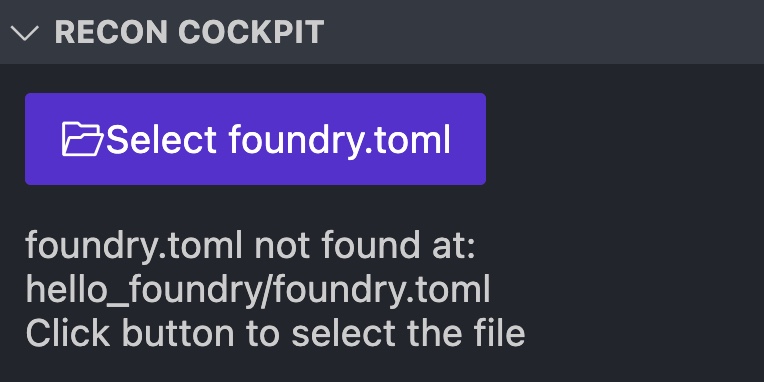 RECON COCKPIT
Select foundry.toml
foundry.toml not found at:
hello_foundry/foundry.toml
Click button to select the file